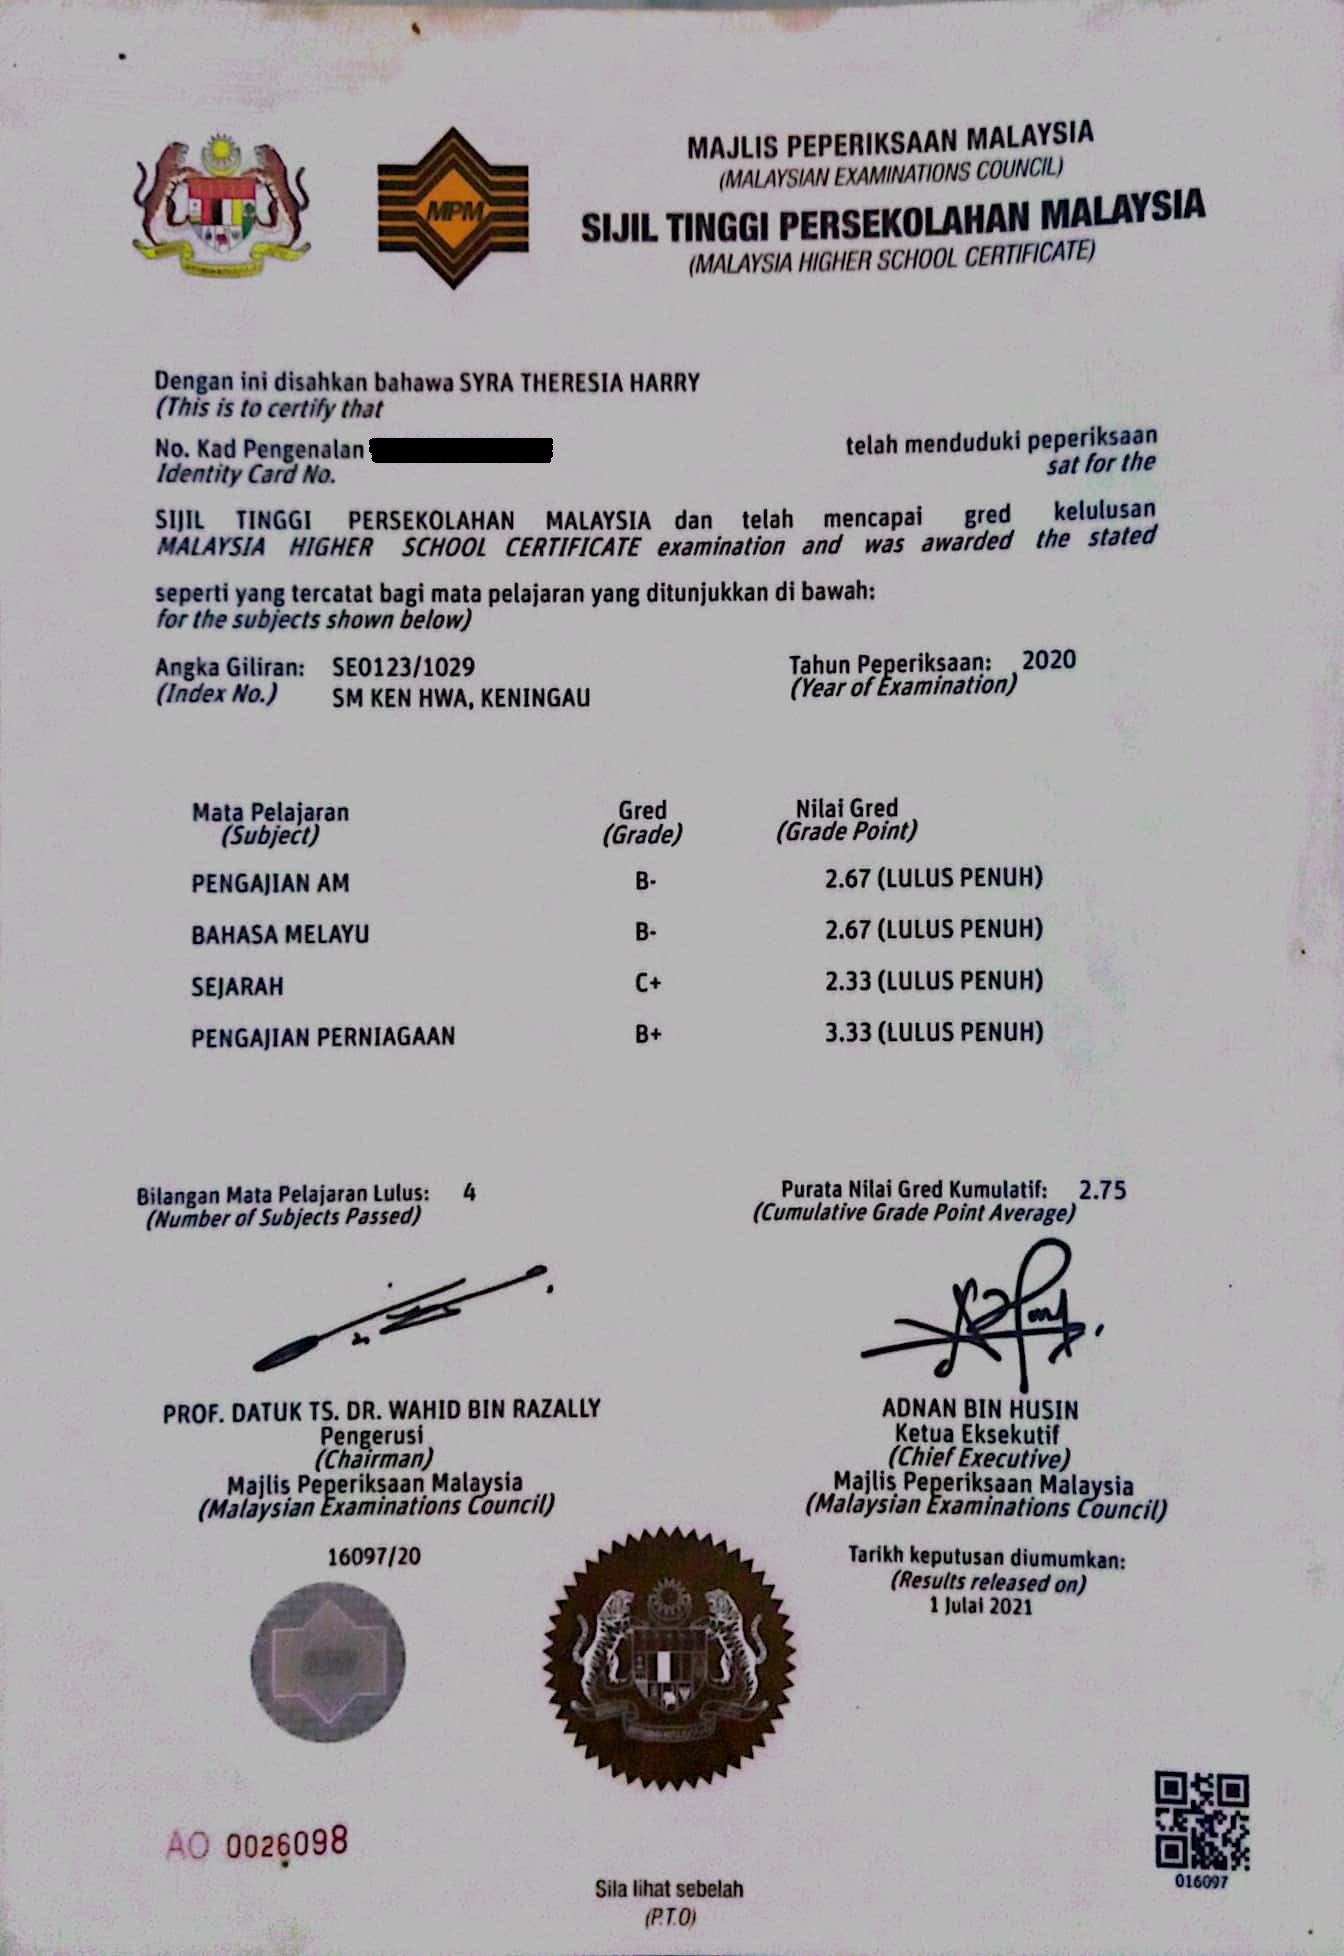 MPM
MAJLIS PEPERIKSAAN MALAYSIA
(MALAYSIAN EXAMINATIONS COUNCIL)
SIJIL TINGGI PERSEKOLAHAN MALAYSIA
(MALAYSIA HIGHER SCHOOL CERTIFICATE)
Dengan ini disahkan bahawa SYRA THERESIA HARRY
(This is to certify that
No. Kad Pengenalan telah menduduki peperiksaan
Identity Card No. sat for the
SIJIL TINGGI PERSEKOLAHAN MALAYSIA dan telah mencapai gred kelulusan
MALAYSIA HIGHER SCHOOL CERTIFICATE examination and was awarded the stated
seperti yang tercatat bagi mata pelajaran yang ditunjukkan di bawah:
for the subjects shown below)
Angka Giliran: SE0123/1029 Tahun Peperiksaan: 2020
(Index No.) SM KEN HWA, KENINGAU (Year of Examination)
Mata Pelajaran Gred Nilai Gred
(Subject) (Grade) (Grade Point)
PENGAJIAN AM B- 2.67 (LULUS PENUH)
BAHASA MELAYU B- 2.67 (LULUS PENUH)
SEJARAH C+ 2.33 (LULUS PENUH)
PENGAJIAN PERNIAGAAN B+ 3.33 (LULUS PENUH)
Bilangan Mata Pelajaran Lulus: 4 Purata Nilai Gred Kumulatif: 2.75
(Number of Subjects Passed) (Cumulative Grade Point Average)
PROF. DATUK TS. DR. WAHID BIN RAZALLY ADNAN BIN HUSIN
Pengerusi Ketua Eksekutif
(Chairman) (Chief Executive)
Majlis Peperiksaan Malaysia Majlis Peperiksaan Malaysia
(Malaysian Examinations Council) (Malaysian Examinations Council)
16097/20 Tarikh keputusan diumumkan:
(Results released on)
1 Julai 2021
AO 0026098
016097
Sila lihat sebelah
(P.T.O)